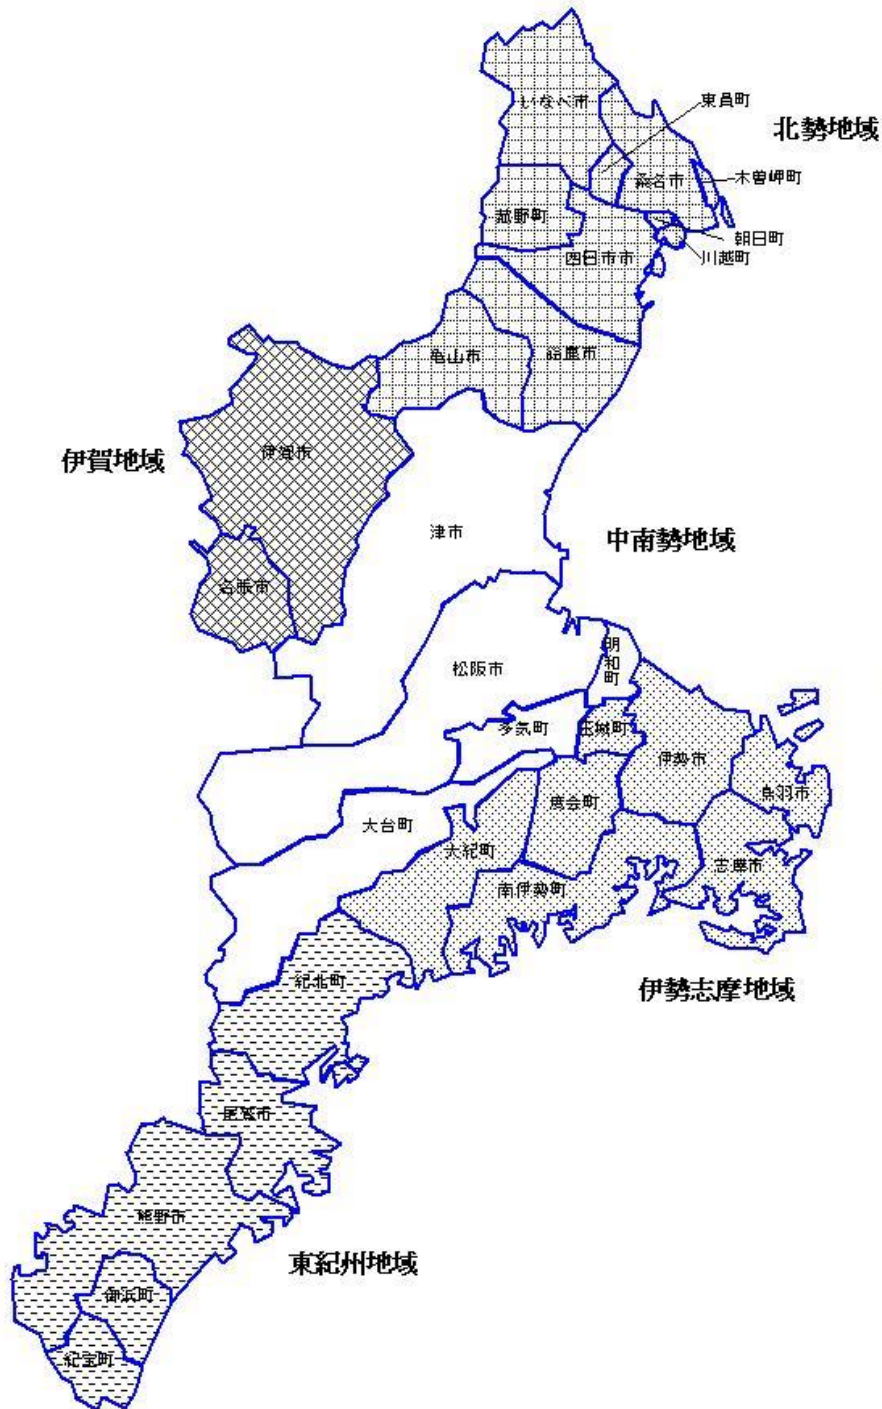 いなべ市
東員町
北勢地域
桑名市
木曽岬町
菰野町
朝日町
四日市市
川越町
亀山市
鈴鹿市
伊賀市
伊賀地域
津市
中南勢地域
名張市
明和町
松阪市
多気町
玉城町
伊勢市
鳥羽市
度会町
大台町
大紀町
志摩市
南伊勢町
紀北町
伊勢志摩地域
尾鷲市
熊野市
東紀州地域
御浜町
紀宝町